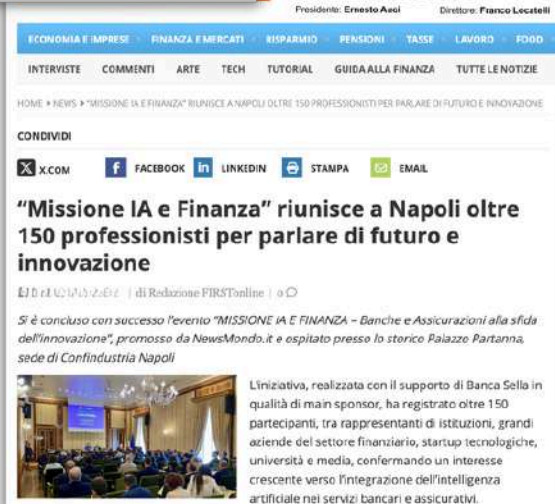 Presidente: Ernesto Auci Direttore: Franco Locatelli
ECONOMIA E IMPRESE FINANZA E MERCATI RISPARMIO PENSIONI TASSE LAVORO FOOD
INTERVISTE COMMENTI ARTE TECH TUTORIAL GUIDA ALLA FINANZA TUTTE LE NOTIZIE
HOME NEWS "MISSIONE IA E FINANZA" RIUNISCE A NAPOLI OLTRE 150 PROFESSIONISTI PER PARLARE DI FUTURO E INNOVAZIONE
CONDIVIDI
X.COM FACEBOOK LINKEDIN STAMPA EMAIL
"Missione IA e Finanza" riunisce a Napoli oltre
150 professionisti per parlare di futuro e
innovazione
| di Redazione FIRSTonline | 0
Si è concluso con successo l'evento "MISSIONE IA E FINANZA – Banche e Assicurazioni alla sfida
dell'innovazione", promosso da NewsMondo.it e ospitato presso lo storico Palazzo Partanna,
sede di Confindustria Napoli
L'iniziativa, realizzata con il supporto di Banca Sella in
qualità di main sponsor, ha registrato oltre 150
partecipanti, tra rappresentanti di istituzioni, grandi
aziende del settore finanziario, startup tecnologiche,
università e media, confermando un interesse
crescente verso l'integrazione dell'intelligenza
artificiale nei servizi bancari e assicurativi.